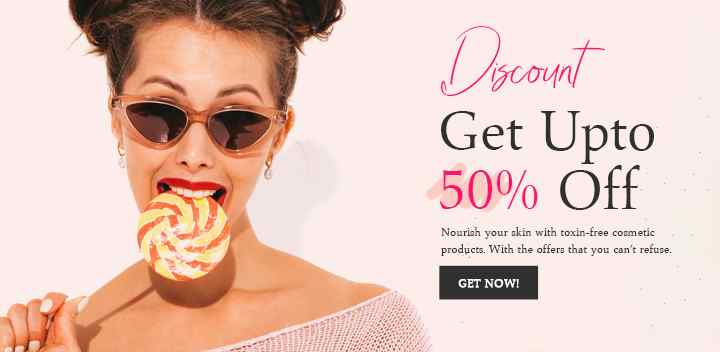 Discount
Get Upto
50% Off
Nourish your skin with toxin-free cosmetic
products. With the offers that you can't refuse.
GET NOW!